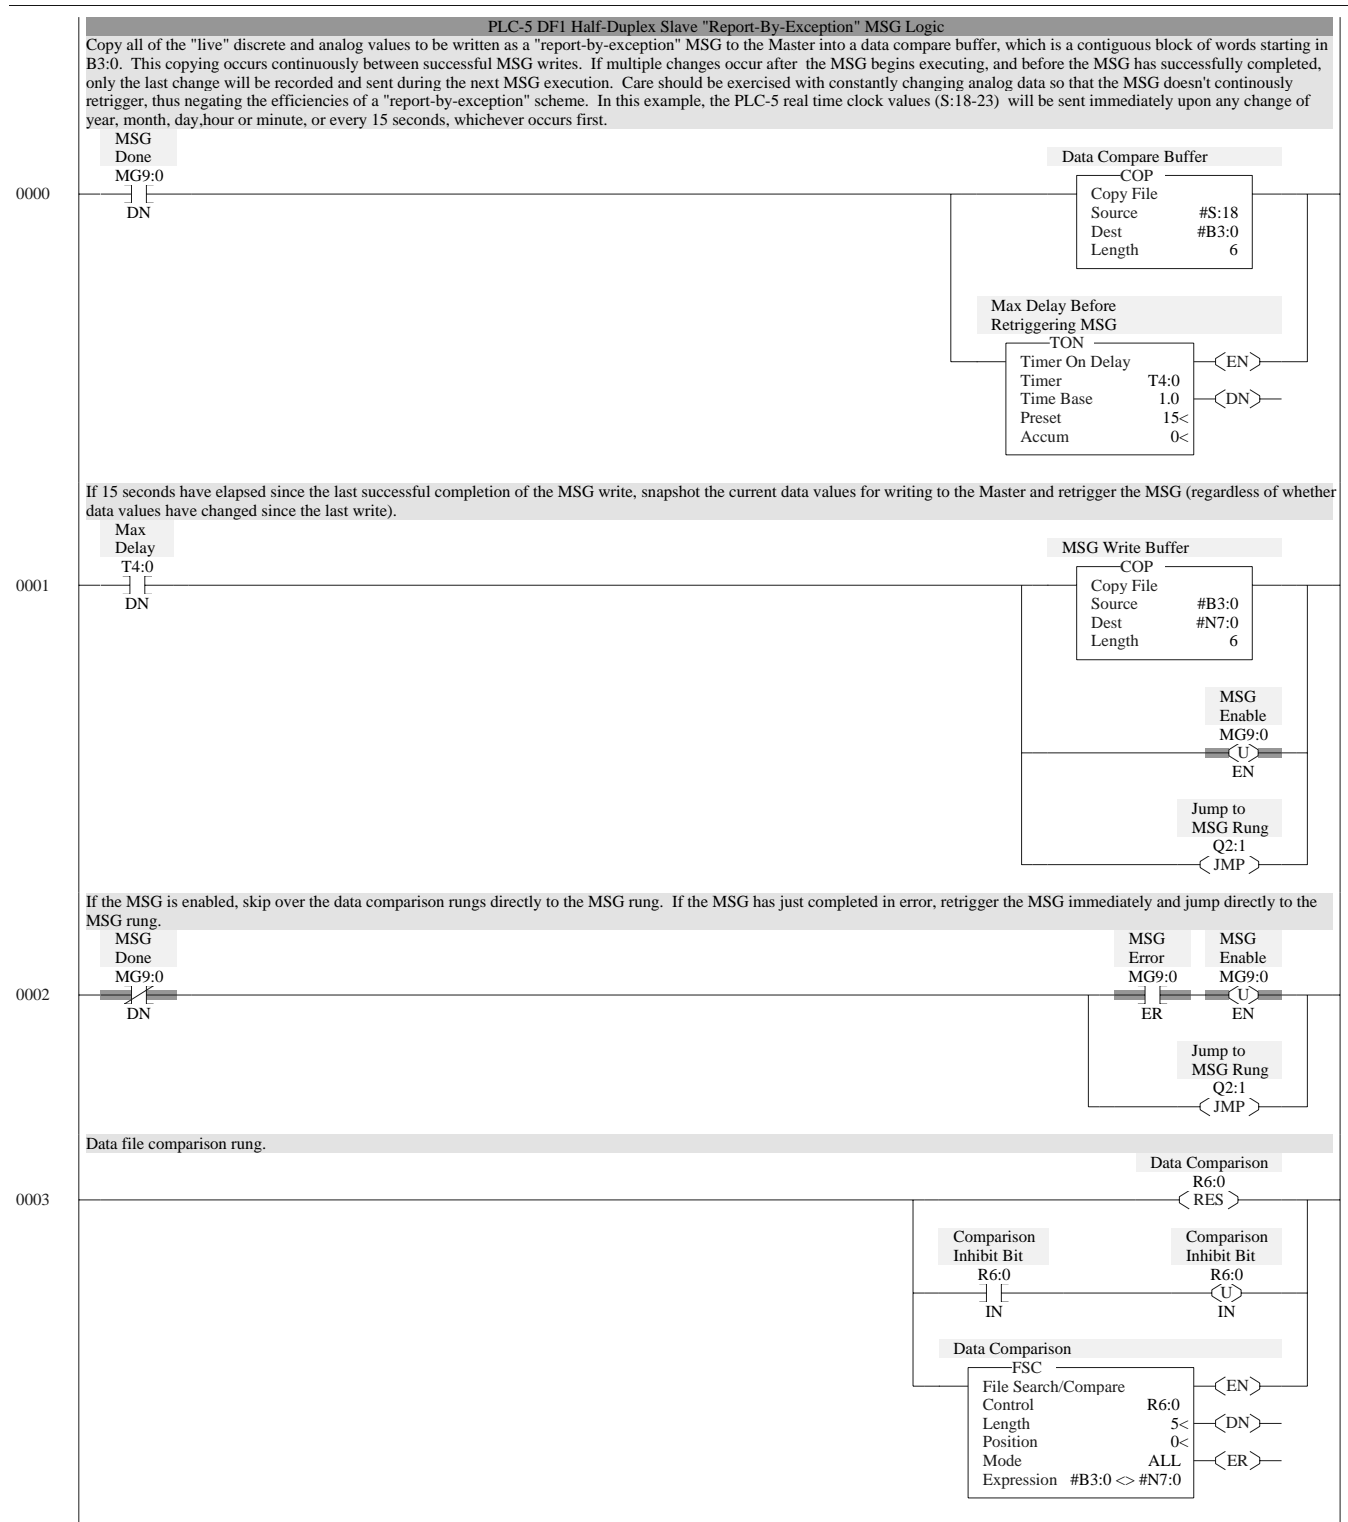 PLC-5 DF1 Half-Duplex Slave "Report-By-Exception" MSG Logic
Copy all of the "live" discrete and analog values to be written as a "report-by-exception" MSG to the Master into a data compare buffer, which is a contiguous block of words starting in
B3:0.  This copying occurs continuously between successful MSG writes.  If multiple changes occur after  the MSG begins executing, and before the MSG has successfully completed,
only the last change will be recorded and sent during the next MSG execution.  Care should be exercised with constantly changing analog data so that the MSG doesn't continously
retrigger, thus negating the efficiencies of a "report-by-exception" scheme.  In this example, the PLC-5 real time clock values (S:18-23)  will be sent immediately upon any change of
year, month, day,hour or minute, or every 15 seconds, whichever occurs first.
MSG
Done
MG9:0
DN
0000
Data Compare Buffer
COP
Copy File
Source #S:18
Dest #B3:0
Length 6
Max Delay Before
Retriggering MSG
TON
Timer On Delay
Timer T4:0
Time Base 1.0
Preset 15<
Accum 0<
EN
DN
If 15 seconds have elapsed since the last successful completion of the MSG write, snapshot the current data values for writing to the Master and retrigger the MSG (regardless of whether
data values have changed since the last write).
Max
Delay
T4:0
DN
0001
MSG Write Buffer
COP
Copy File
Source #B3:0
Dest #N7:0
Length 6
MSG
Enable
MG9:0
U
EN
Jump to
MSG Rung
Q2:1
JMP
If the MSG is enabled, skip over the data comparison rungs directly to the MSG rung.  If the MSG has just completed in error, retrigger the MSG immediately and jump directly to the
MSG rung.
MSG
Done
MG9:0
DN
0002
MSG
Error
MG9:0
ER
MSG
Enable
MG9:0
U
EN
Jump to
MSG Rung
Q2:1
JMP
Data file comparison rung.
0003
Data Comparison
R6:0
RES
Comparison
Inhibit Bit
R6:0
IN
Comparison
Inhibit Bit
R6:0
U
IN
Data Comparison
FSC
File Search/Compare
Control R6:0
Length 5<
Position 0<
Mode ALL
Expression #B3:0 <> #N7:0
EN
DN
ER